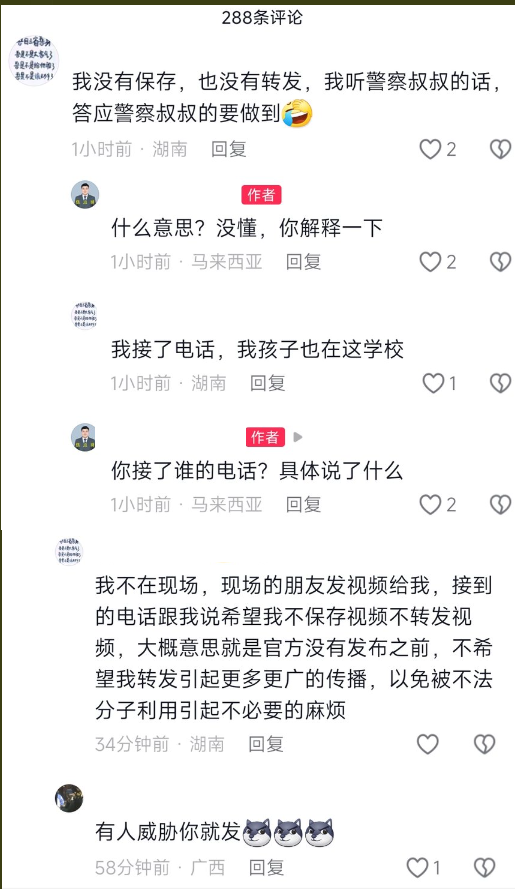 288条评论
我没有保存，也没有转发，我听警察叔叔的话，
答应警察叔叔的要做到🤣
1小时前 · 湖南 回复 2
作者
什么意思？没懂，你解释一下
1小时前 · 马来西亚 回复 2
我接了电话，我孩子也在这学校
1小时前 · 湖南 回复 1
作者
你接了谁的电话？具体说了什么
1小时前 · 马来西亚 回复 2
我不在现场，现场的朋友发视频给我，接到
的电话跟我说希望我不保存视频不转发视
频，大概意思就是官方没有发布之前，不希
望我转发引起更多更广的传播，以免被不法
分子利用引起不必要的麻烦
34分钟前 · 湖南 回复
有人威胁你就发
58分钟前 · 广西 回复 1